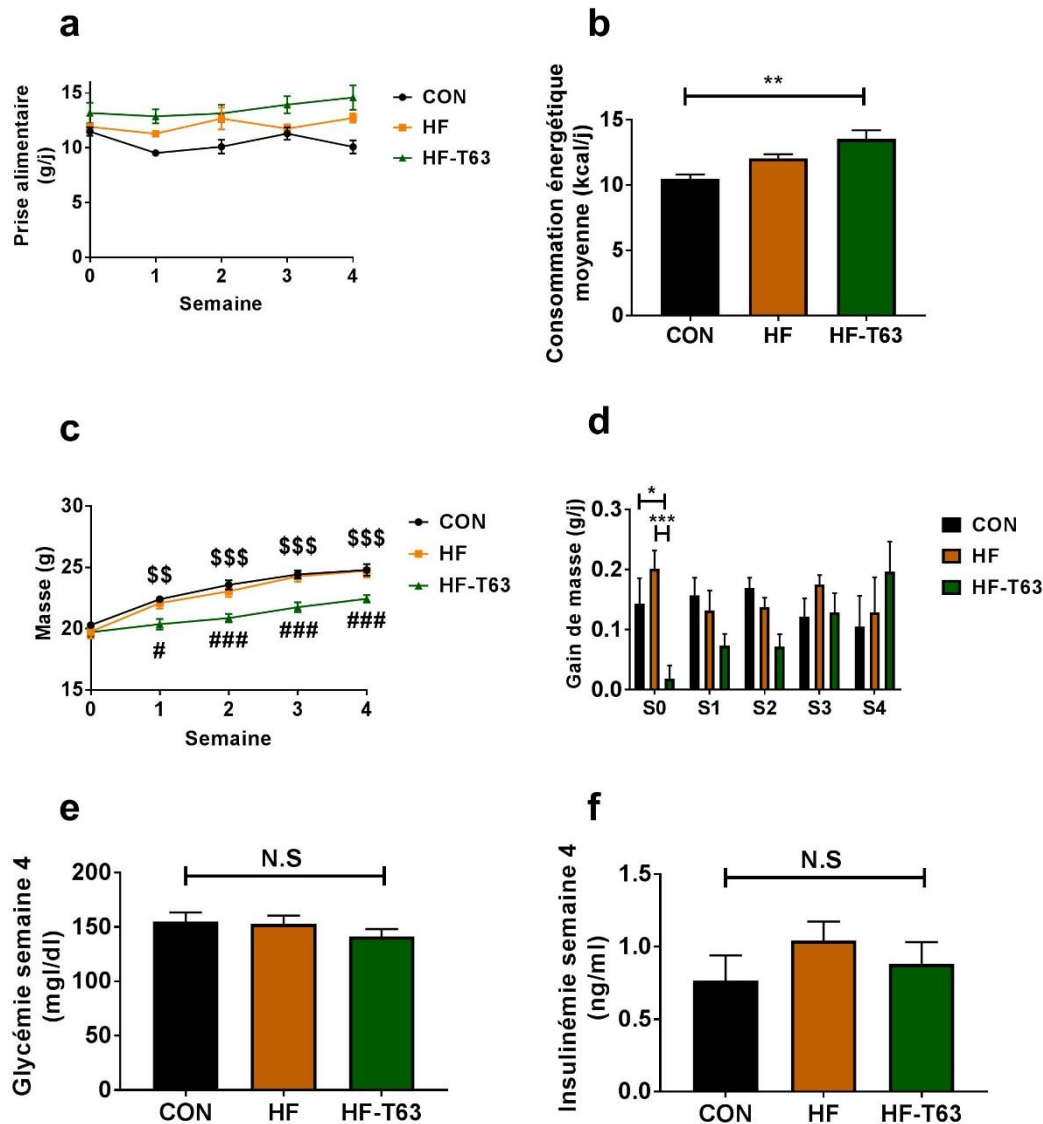 a
15
10
5
0
0 1 2 3 4
Prise alimentaire
(g/j)
Semaine
CON
HF
HF-T63
b
**
15
10
5
0
Consommation énergétique
moyenne (kcal/j)
CON HF HF-T63
c
30
25
20
15
0 1 2 3 4
$$ $$$ $$$ $$$
# ### ### ###
Masse (g)
Semaine
CON
HF
HF-T63
d
*
***
0.3
0.2
0.1
0.0
Gain de masse (g/j)
S0 S1 S2 S3 S4
CON
HF
HF-T63
e
N.S
200
150
100
50
0
Glycémie semaine 4
(mgl/dl)
CON HF HF-T63
f
N.S
1.5
1.0
0.5
0.0
Insulinémie semaine 4
(ng/ml)
CON HF HF-T63